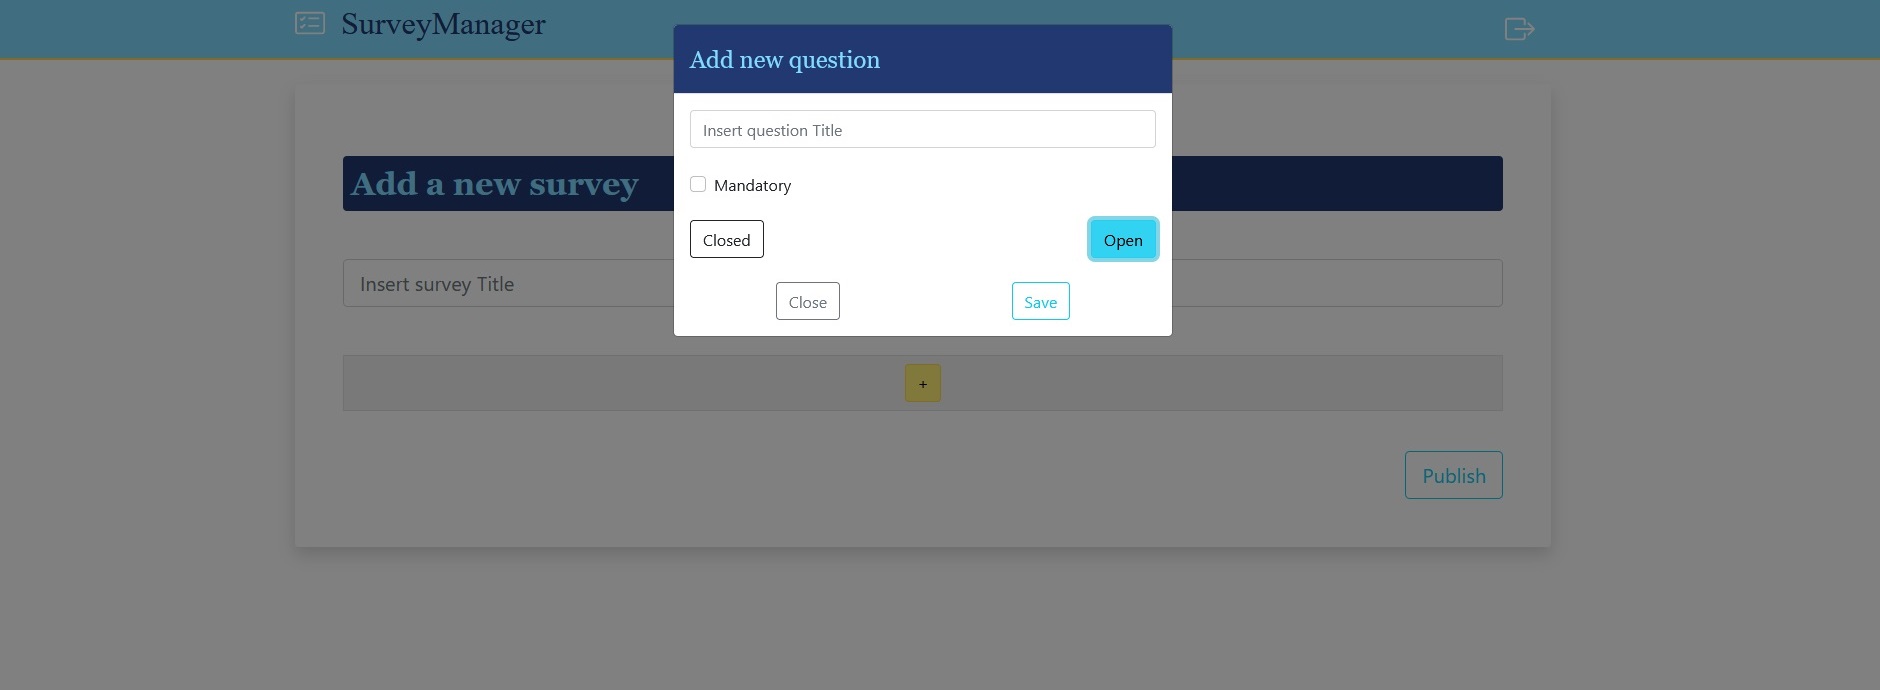 SurveyManager
Add new question
Insert question Title
Add a new survey
Mandatory
Closed
Open
Insert survey Title
Close
Save
+
Publish